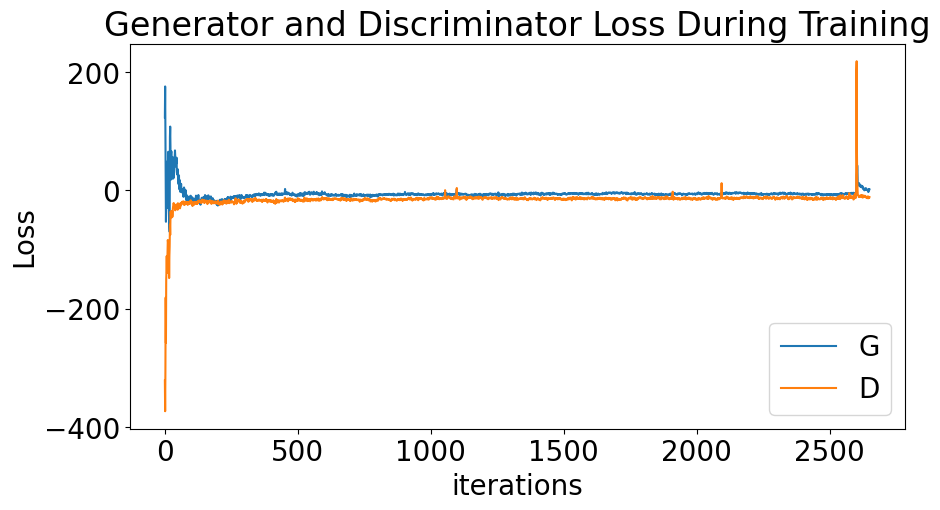 Generator and Discriminator Loss During Training
200
0
−200
−400
Loss
0 500 1000 1500 2000 2500
iterations
G
D